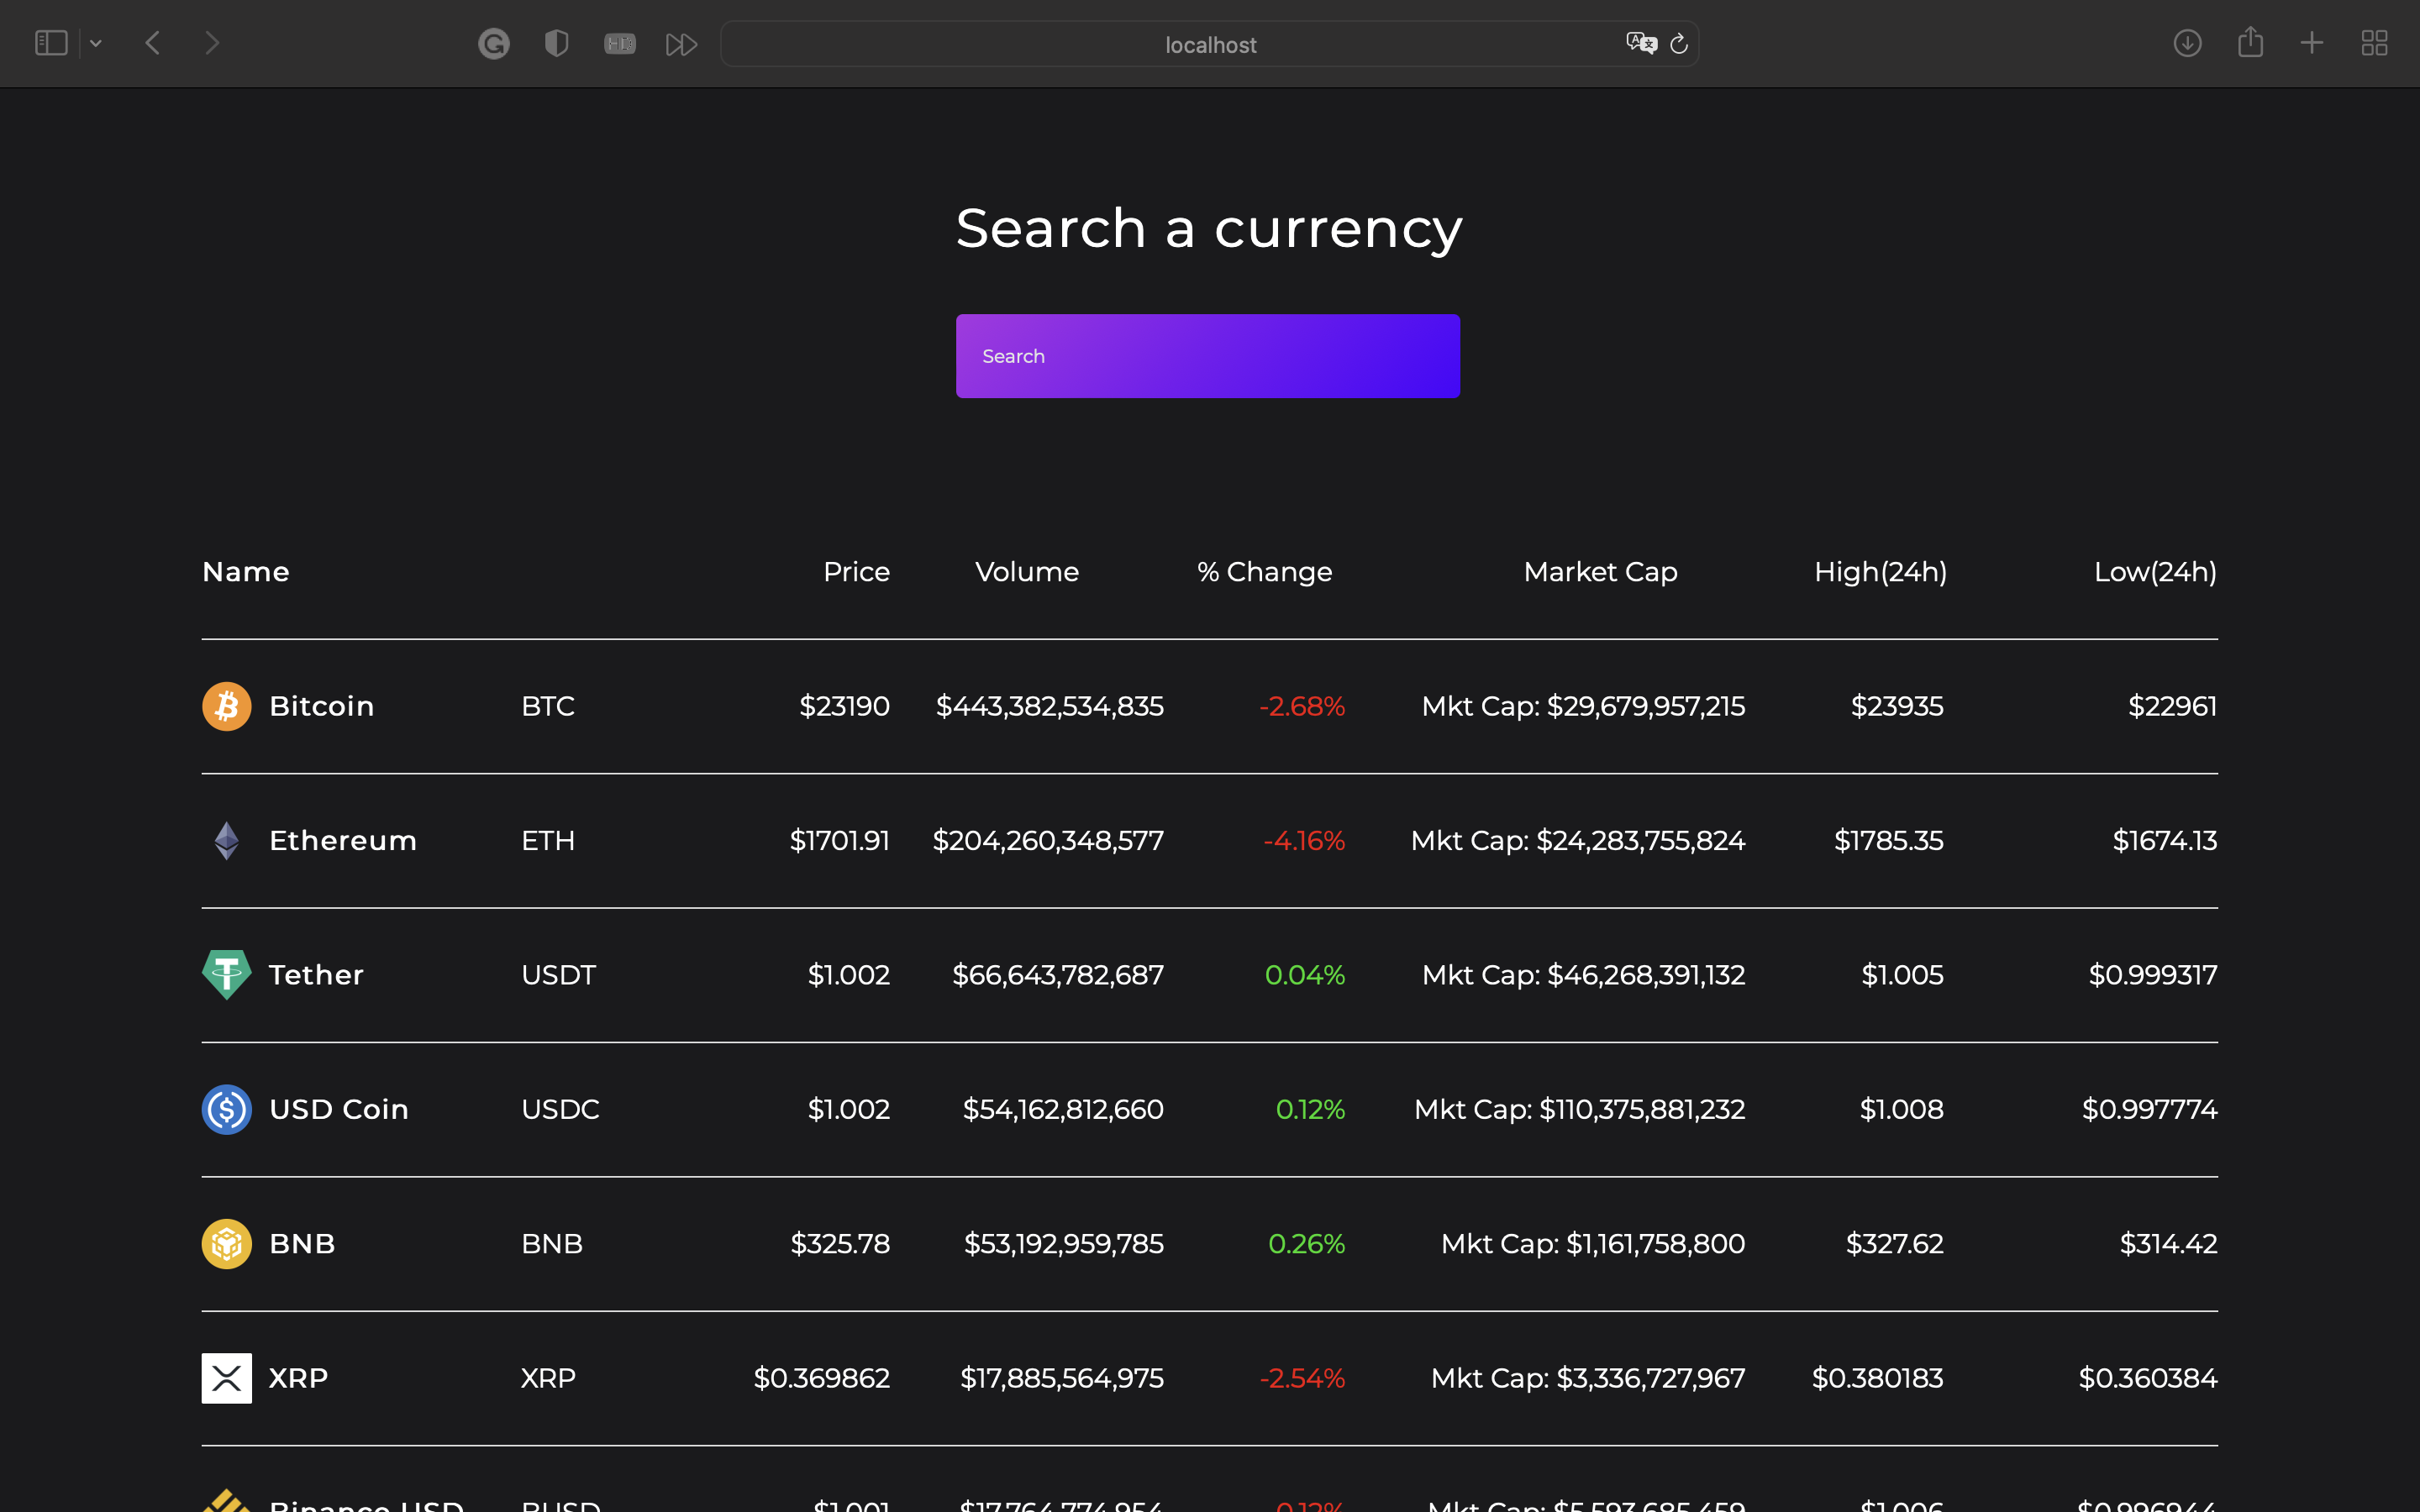 localhost
Search a currency
Search
Name Price Volume % Change Market Cap High(24h) Low(24h)
Bitcoin BTC $23190 $443,382,534,835 -2.68% Mkt Cap: $29,679,957,215 $23935 $22961
Ethereum ETH $1701.91 $204,260,348,577 -4.16% Mkt Cap: $24,283,755,824 $1785.35 $1674.13
Tether USDT $1.002 $66,643,782,687 0.04% Mkt Cap: $46,268,391,132 $1.005 $0.999317
USD Coin USDC $1.002 $54,162,812,660 0.12% Mkt Cap: $110,375,881,232 $1.008 $0.997774
BNB BNB $325.78 $53,192,959,785 0.26% Mkt Cap: $1,161,758,800 $327.62 $314.42
XRP XRP $0.369862 $17,885,564,975 -2.54% Mkt Cap: $3,336,727,967 $0.380183 $0.360384
Binance USD BUSD $1.001 $17,764,774,954 0.12% Mkt Cap: $5,593,685,459 $1.006 $0.996944